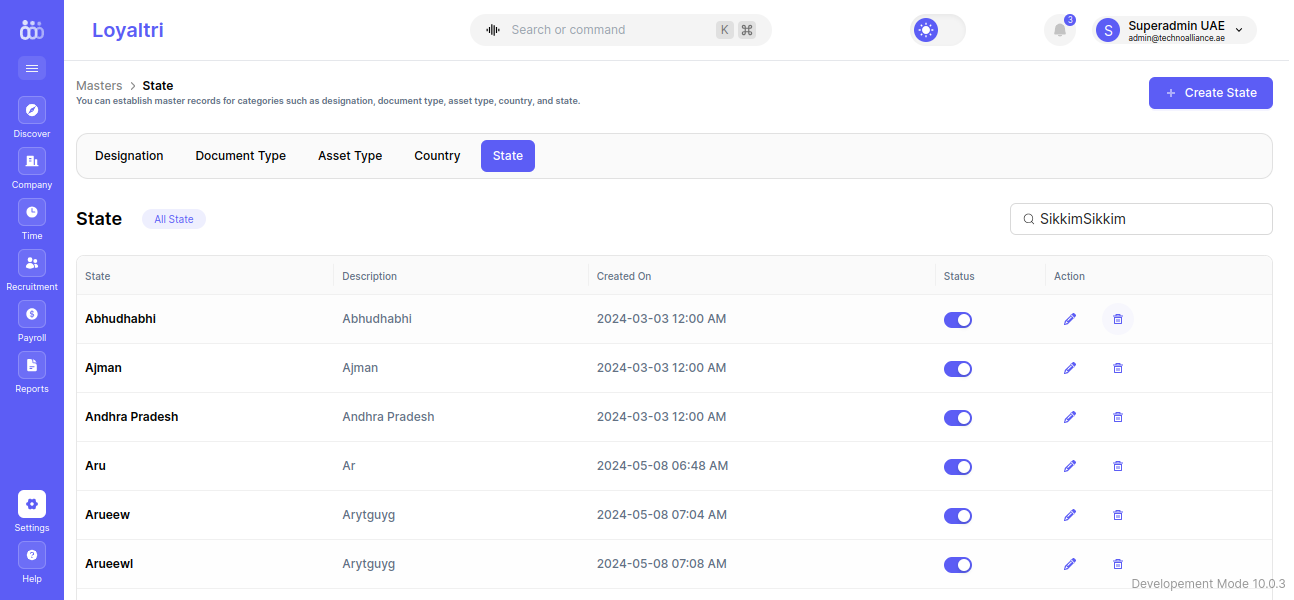 Loyaltri
Search or command
K ⌘
3
S
Superadmin UAE
admin@technoalliance.ae
Discover
Company
Time
Recruitment
Payroll
Reports
Settings
Help
Masters > State
You can establish master records for categories such as designation, document type, asset type, country, and state.
+ Create State
Designation Document Type Asset Type Country State
State All State SikkimSikkim
State Description Created On Status Action
Abhudhabhi Abhudhabhi 2024-03-03 12:00 AM
Ajman Ajman 2024-03-03 12:00 AM
Andhra Pradesh Andhra Pradesh 2024-03-03 12:00 AM
Aru Ar 2024-05-08 06:48 AM
Arueew Arytguyg 2024-05-08 07:04 AM
Arueewl Arytguyg 2024-05-08 07:08 AM
Developement Mode 10.0.3